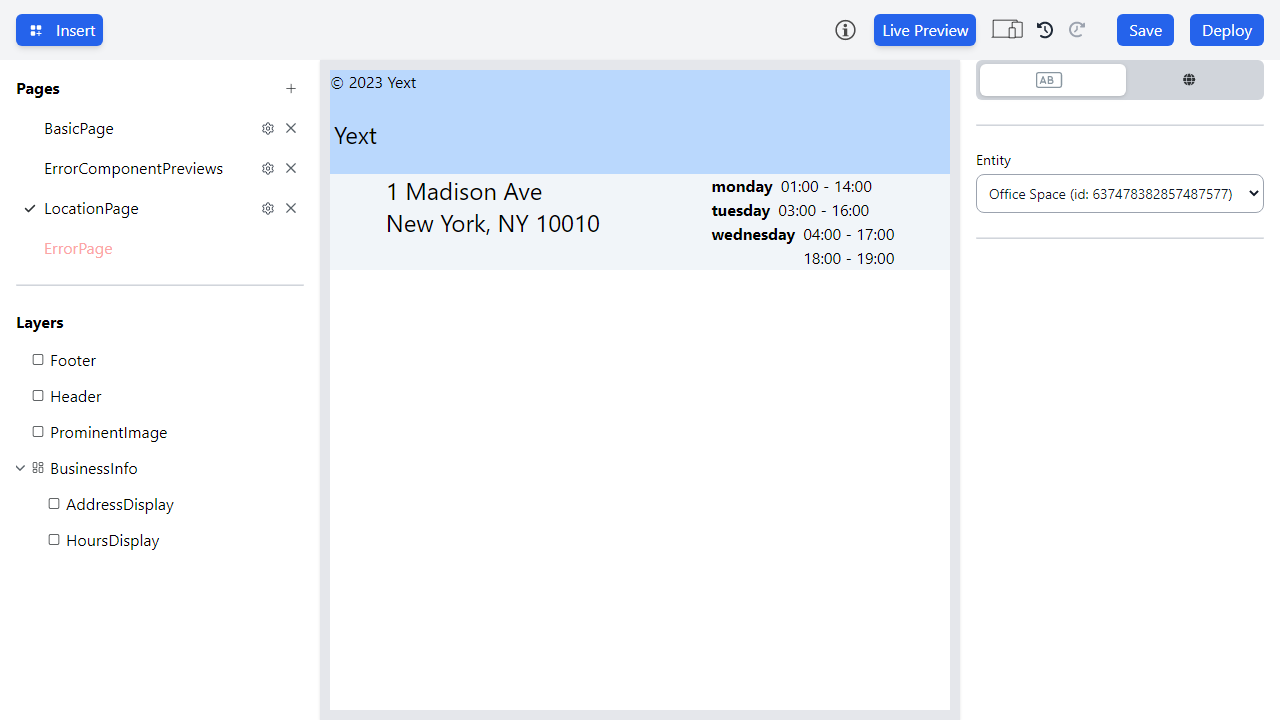 Insert
Live Preview
Save
Deploy
Pages
BasicPage
ErrorComponentPreviews
LocationPage
ErrorPage
Layers
Footer
Header
ProminentImage
BusinessInfo
AddressDisplay
HoursDisplay
© 2023 Yext
Yext
1 Madison Ave
New York, NY 10010
monday 01:00 - 14:00
tuesday 03:00 - 16:00
wednesday 04:00 - 17:00
18:00 - 19:00
AB
Entity
Office Space (id: 637478382857487577)